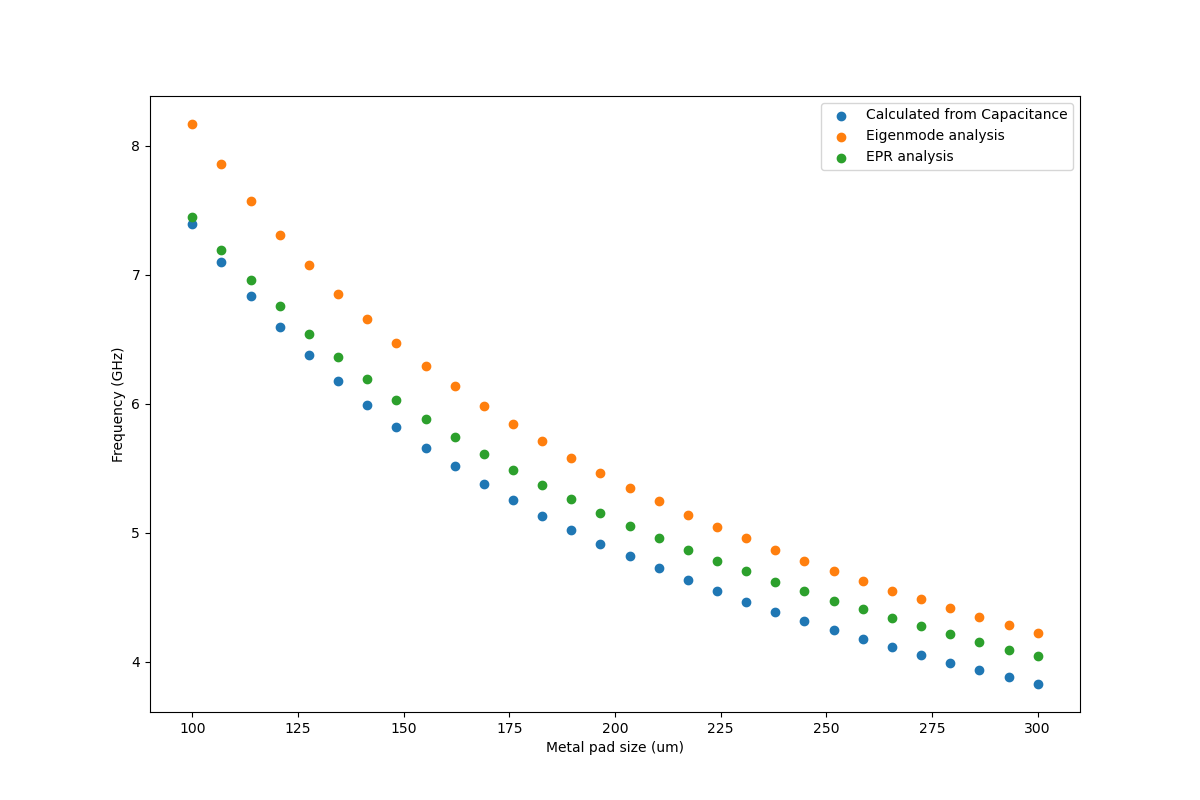 Calculated from Capacitance
Eigenmode analysis
EPR analysis
8
7
6
5
4
Frequency (GHz)
100 125 150 175 200 225 250 275 300
Metal pad size (um)